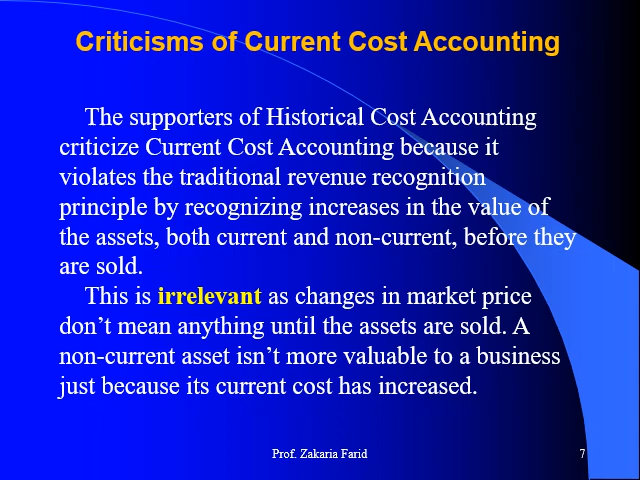 Criticisms of Current Cost Accounting
The supporters of Historical Cost Accounting
criticize Current Cost Accounting because it
violates the traditional revenue recognition
principle by recognizing increases in the value of
the assets, both current and non-current, before they
are sold.
This is irrelevant as changes in market price
don’t mean anything until the assets are sold. A
non-current asset isn’t more valuable to a business
just because its current cost has increased.
Prof. Zakaria Farid
7